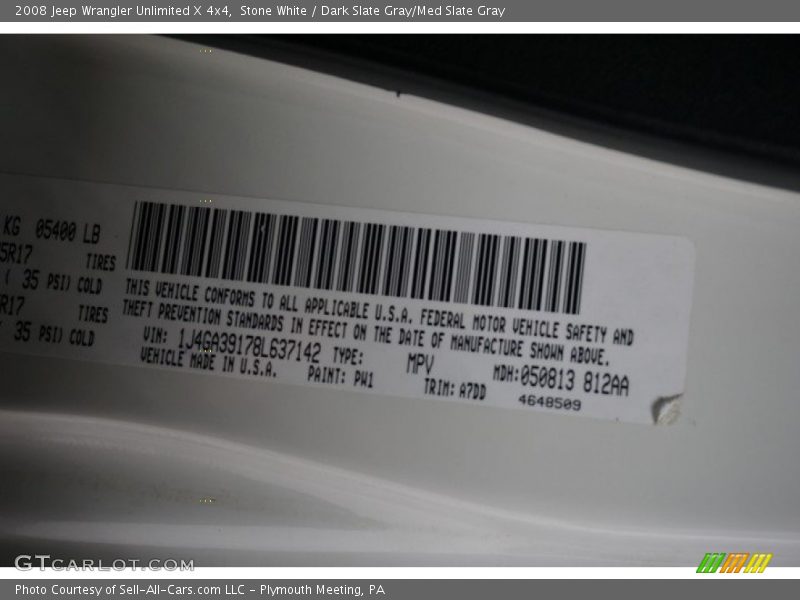 2008 Jeep Wrangler Unlimited X 4x4,  Stone White / Dark Slate Gray/Med Slate Gray
KG 05400 LB
5R17 TIRES
( 35 PSI) COLD
R17 TIRES
35 PSI) COLD
THIS VEHICLE CONFORMS TO ALL APPLICABLE U.S.A. FEDERAL MOTOR VEHICLE SAFETY AND
THEFT PREVENTION STANDARDS IN EFFECT ON THE DATE OF MANUFACTURE SHOWN ABOVE.
VIN: 1J4GA39178L637142 TYPE: MPV MDH:050813 812AA
VEHICLE MADE IN U.S.A. PAINT: PW1 TRIM: A7DD 4648509
GTCARLOT.COM
Photo Courtesy of Sell-All-Cars.com LLC - Plymouth Meeting, PA